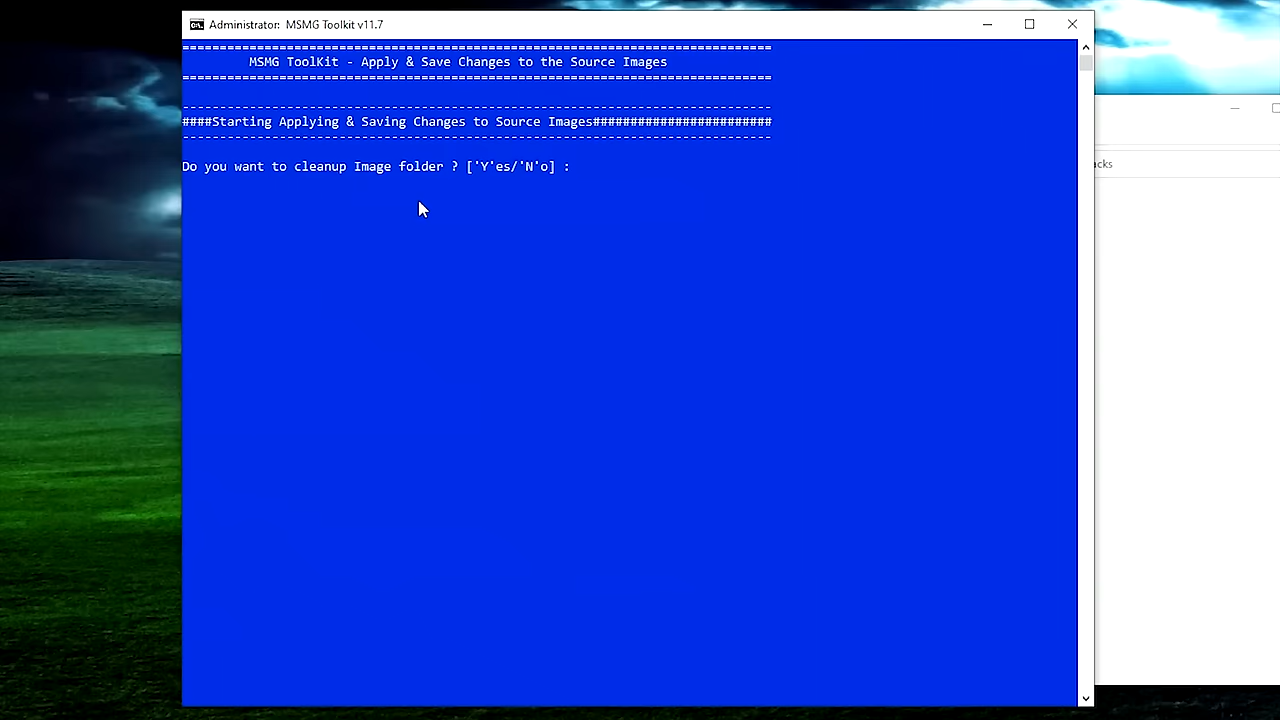 Administrator: MSMG Toolkit v11.7
===============================================================================
MSMG ToolKit - Apply & Save Changes to the Source Images
===============================================================================
-------------------------------------------------------------------------------
####Starting Applying & Saving Changes to Source Images########################
-------------------------------------------------------------------------------
Do you want to cleanup Image folder ? ['Y'es/'N'o] :
acks